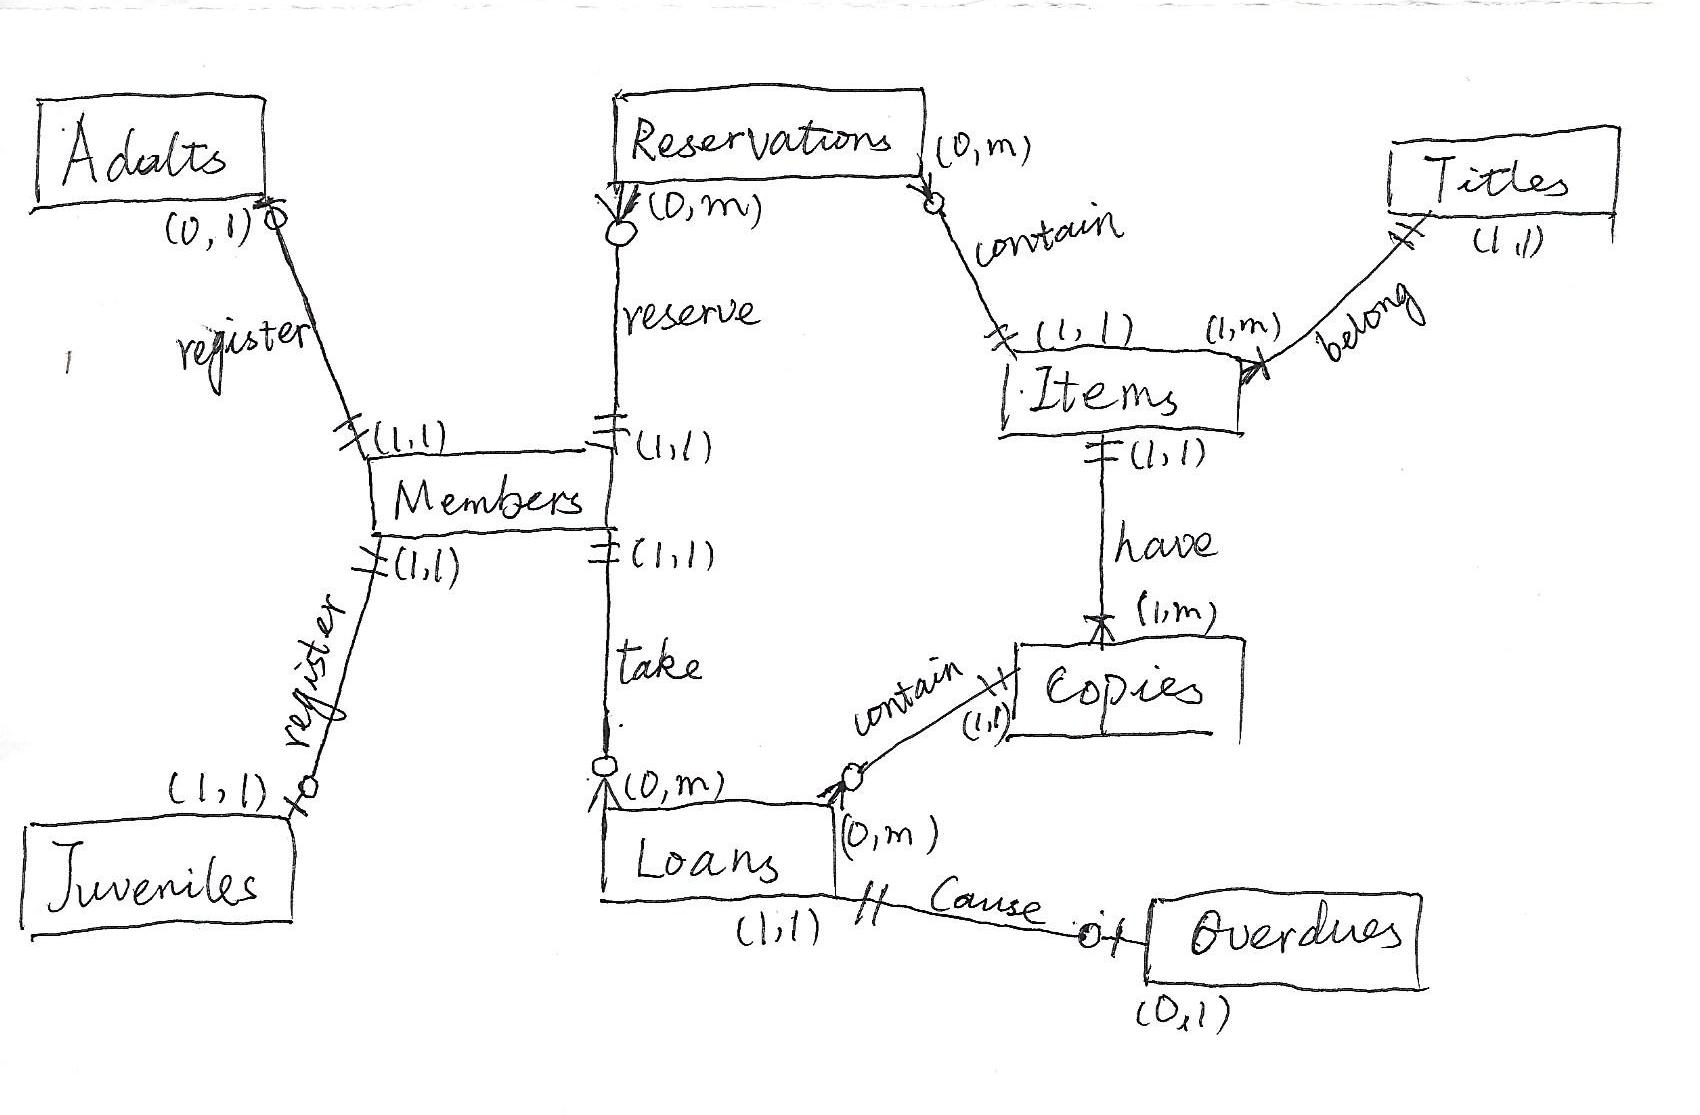 Adults
(0,1)
register
(1,1)
Members
(1,1)
register
(1,1)
Juveniles
Reservations
(0,m)
(0,m)
reserve
(1,1)
(1,1)
take
(0,m)
Loans
(1,1)
contain
(1,1)
(1,m)
Items
(1,1)
have
(1,m)
Copies
contain
(1,1)
(0,m)
Cause
Overdues
(0,1)
Titles
(1,1)
belong